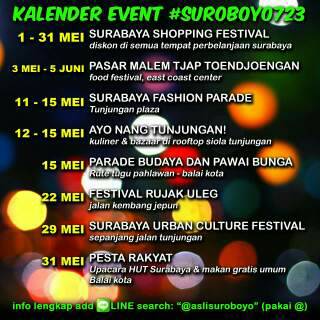 KALENDER EVENT #SUROBOYO723
1 - 31 MEI SURABAYA SHOPPING FESTIVAL
diskon di semua tempat perbelanjaan surabaya
3 MEI - 5 JUNI PASAR MALEM TJAP TOENDJOENGAN
food festival, east coast center
11 - 15 MEI SURABAYA FASHION PARADE
Tunjungan plaza
12 - 15 MEI AYO NANG TUNJUNGAN!
kuliner & bazaar di rooftop siola tunjungan
15 MEI PARADE BUDAYA DAN PAWAI BUNGA
Rute tugu pahlawan - balai kota
22 MEI FESTIVAL RUJAK ULEG
jalan kembang jepun
29 MEI SURABAYA URBAN CULTURE FESTIVAL
sepanjang jalan tunjungan
31 MEI PESTA RAKYAT
Upacara HUT Surabaya & makan gratis umum
Balai kota
info lengkap add LINE search: "@aslisuroboyo" (pakai @)